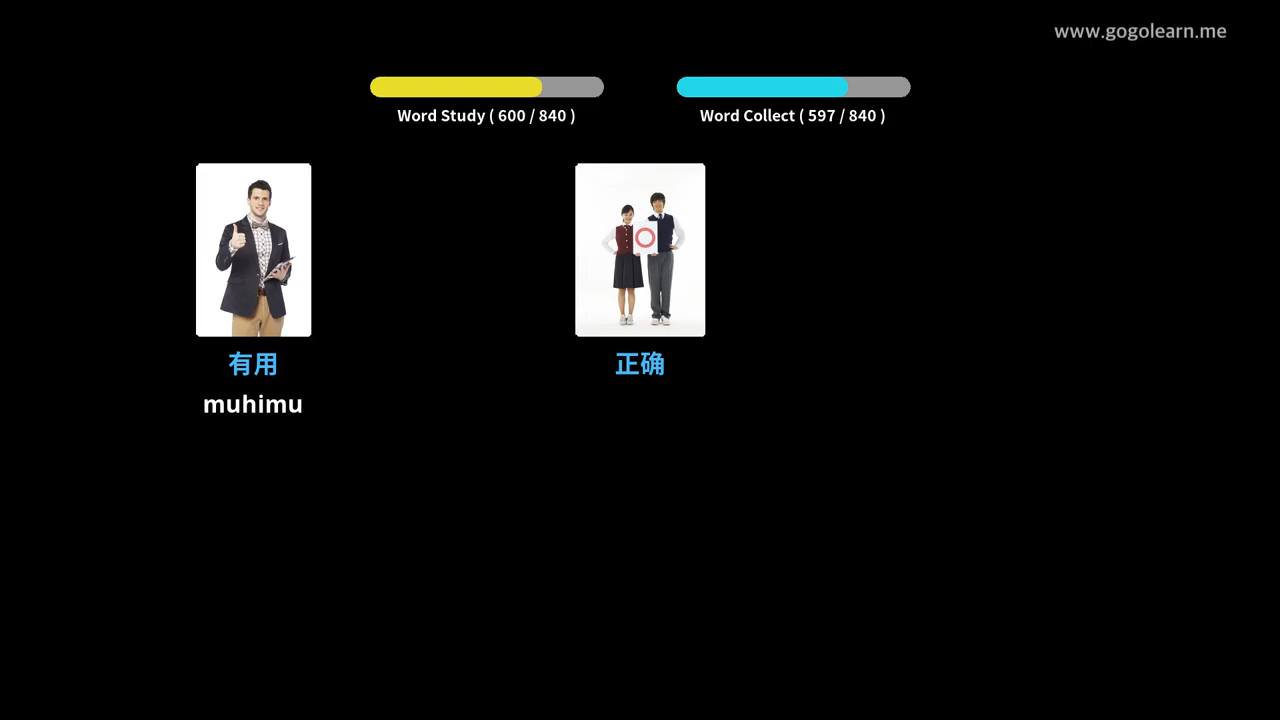 www.gogolearn.me
Word Study ( 600 / 840 )
Word Collect ( 597 / 840 )
有用
正确
muhimu